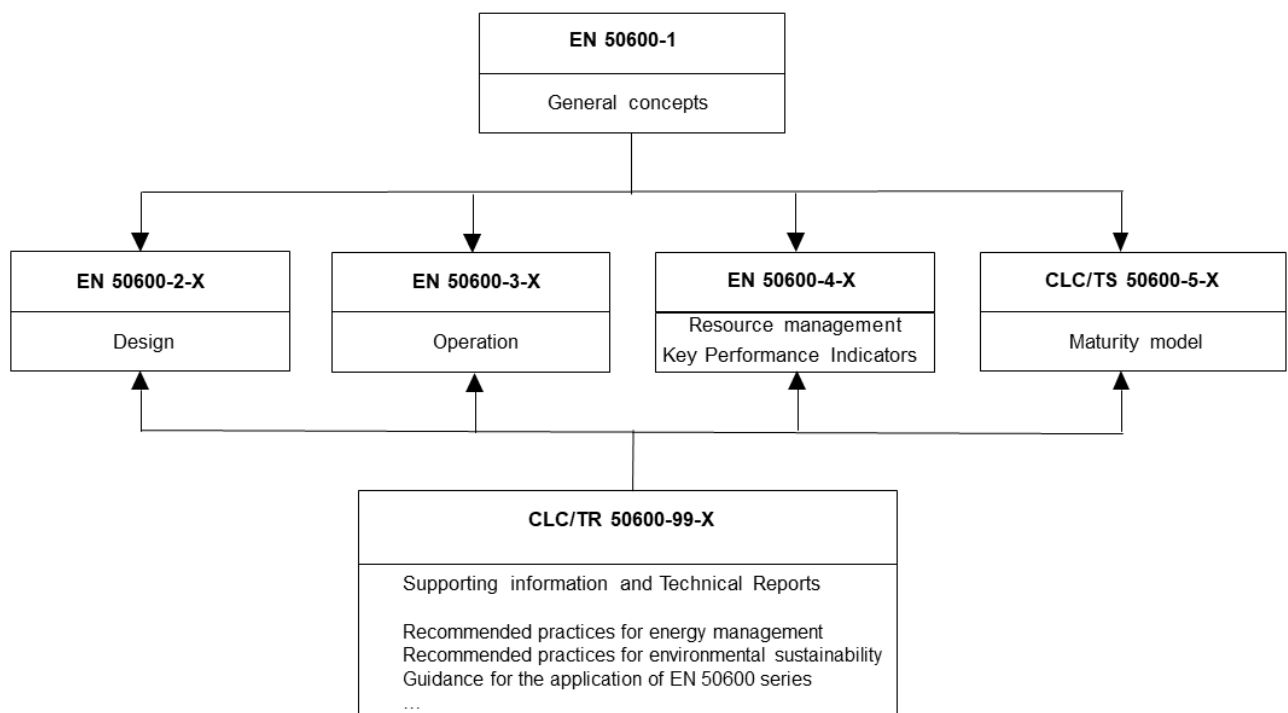 EN 50600-1
General concepts
EN 50600-2-X
Design
EN 50600-3-X
Operation
EN 50600-4-X
Resource management
Key Performance Indicators
CLC/TS 50600-5-X
Maturity model
CLC/TR 50600-99-X
Supporting information and Technical Reports
Recommended practices for energy management
Recommended practices for environmental sustainability
Guidance for the application of EN 50600 series
...